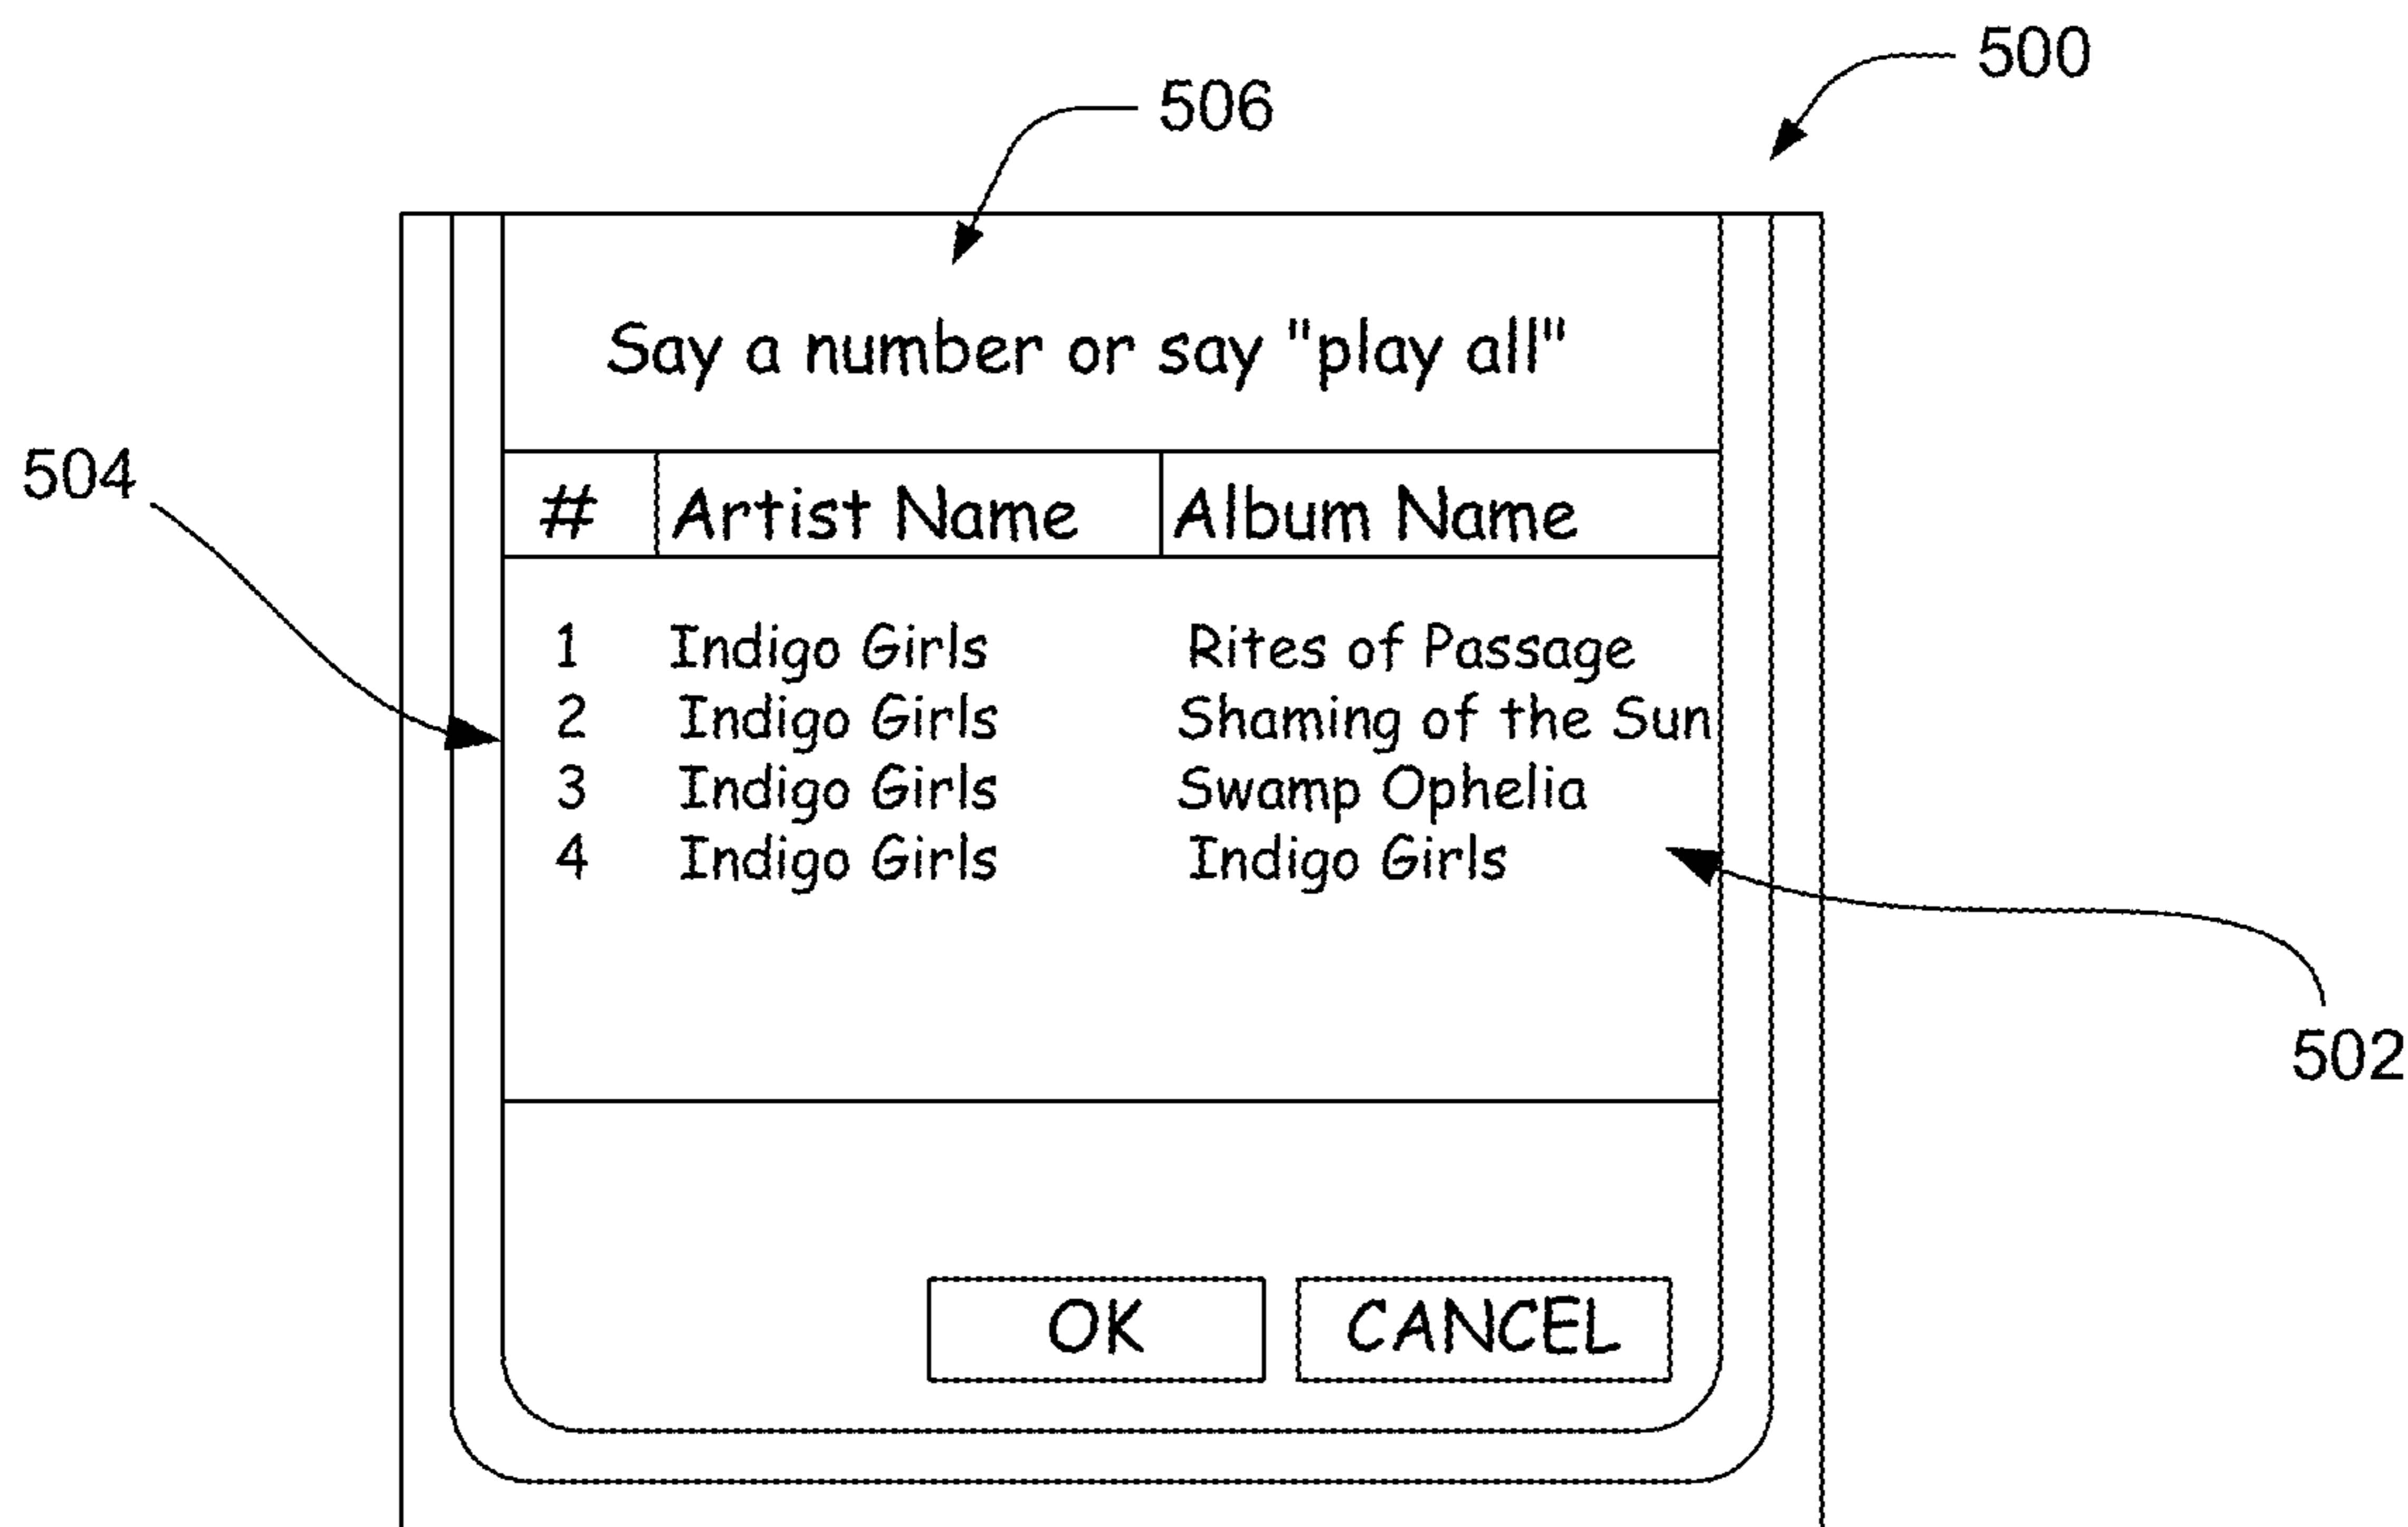 500
506
Say a number or say "play all"
504
# Artist Name Album Name
1 Indigo Girls Rites of Passage
2 Indigo Girls Shaming of the Sun
3 Indigo Girls Swamp Ophelia
4 Indigo Girls Indigo Girls
502
OK CANCEL